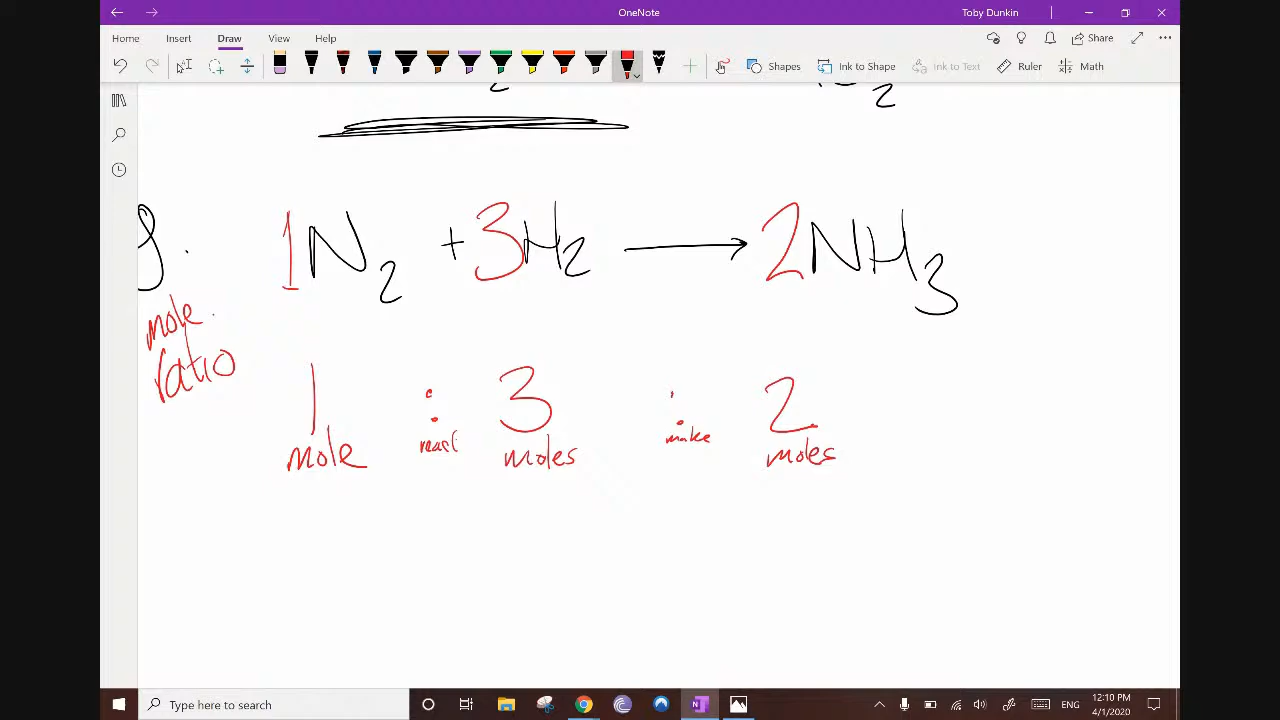 OneNote
Toby Dunkin
Home Insert Draw View Help
Share
Shapes Ink to Shape Ink to Text Ruler Math
2
2
g. 1N2 + 3H2 → 2NH3
mole
ratio
1 : 3 : 2
mole react moles make moles
Type here to search
ENG
12:10 PM
4/1/2020